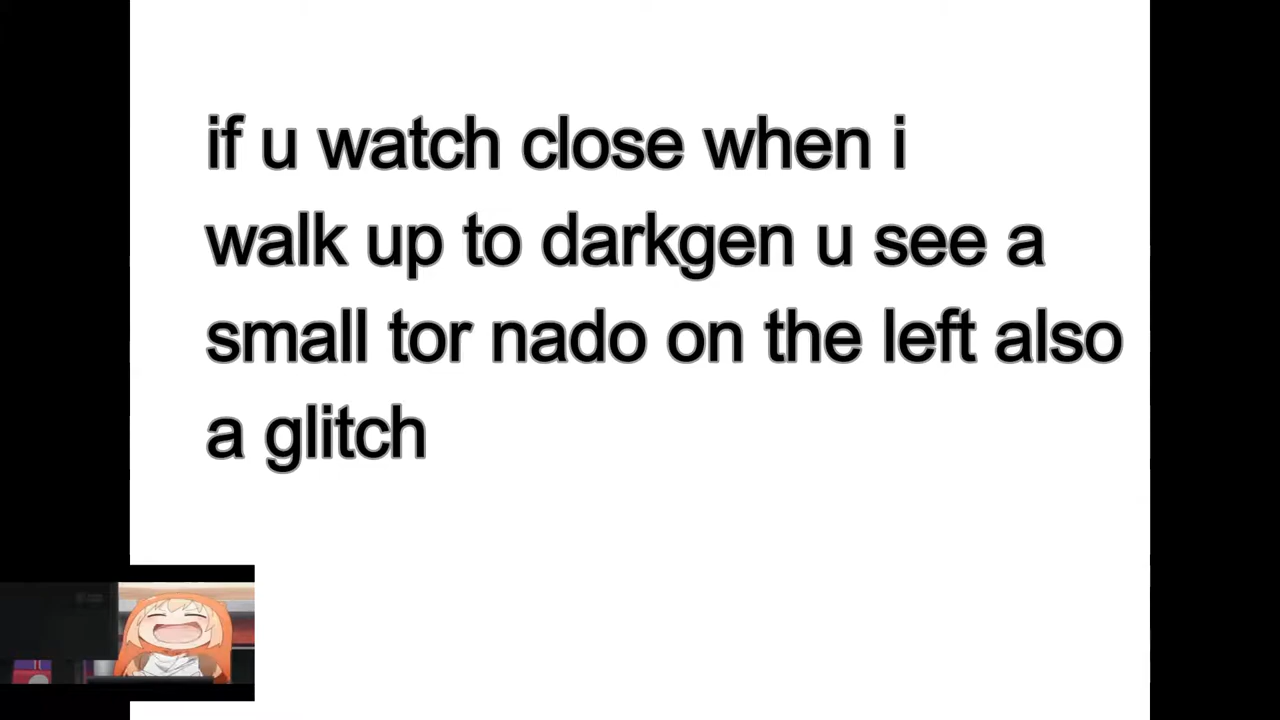 if u watch close when i
walk up to darkgen u see a
small tor nado on the left also
a glitch